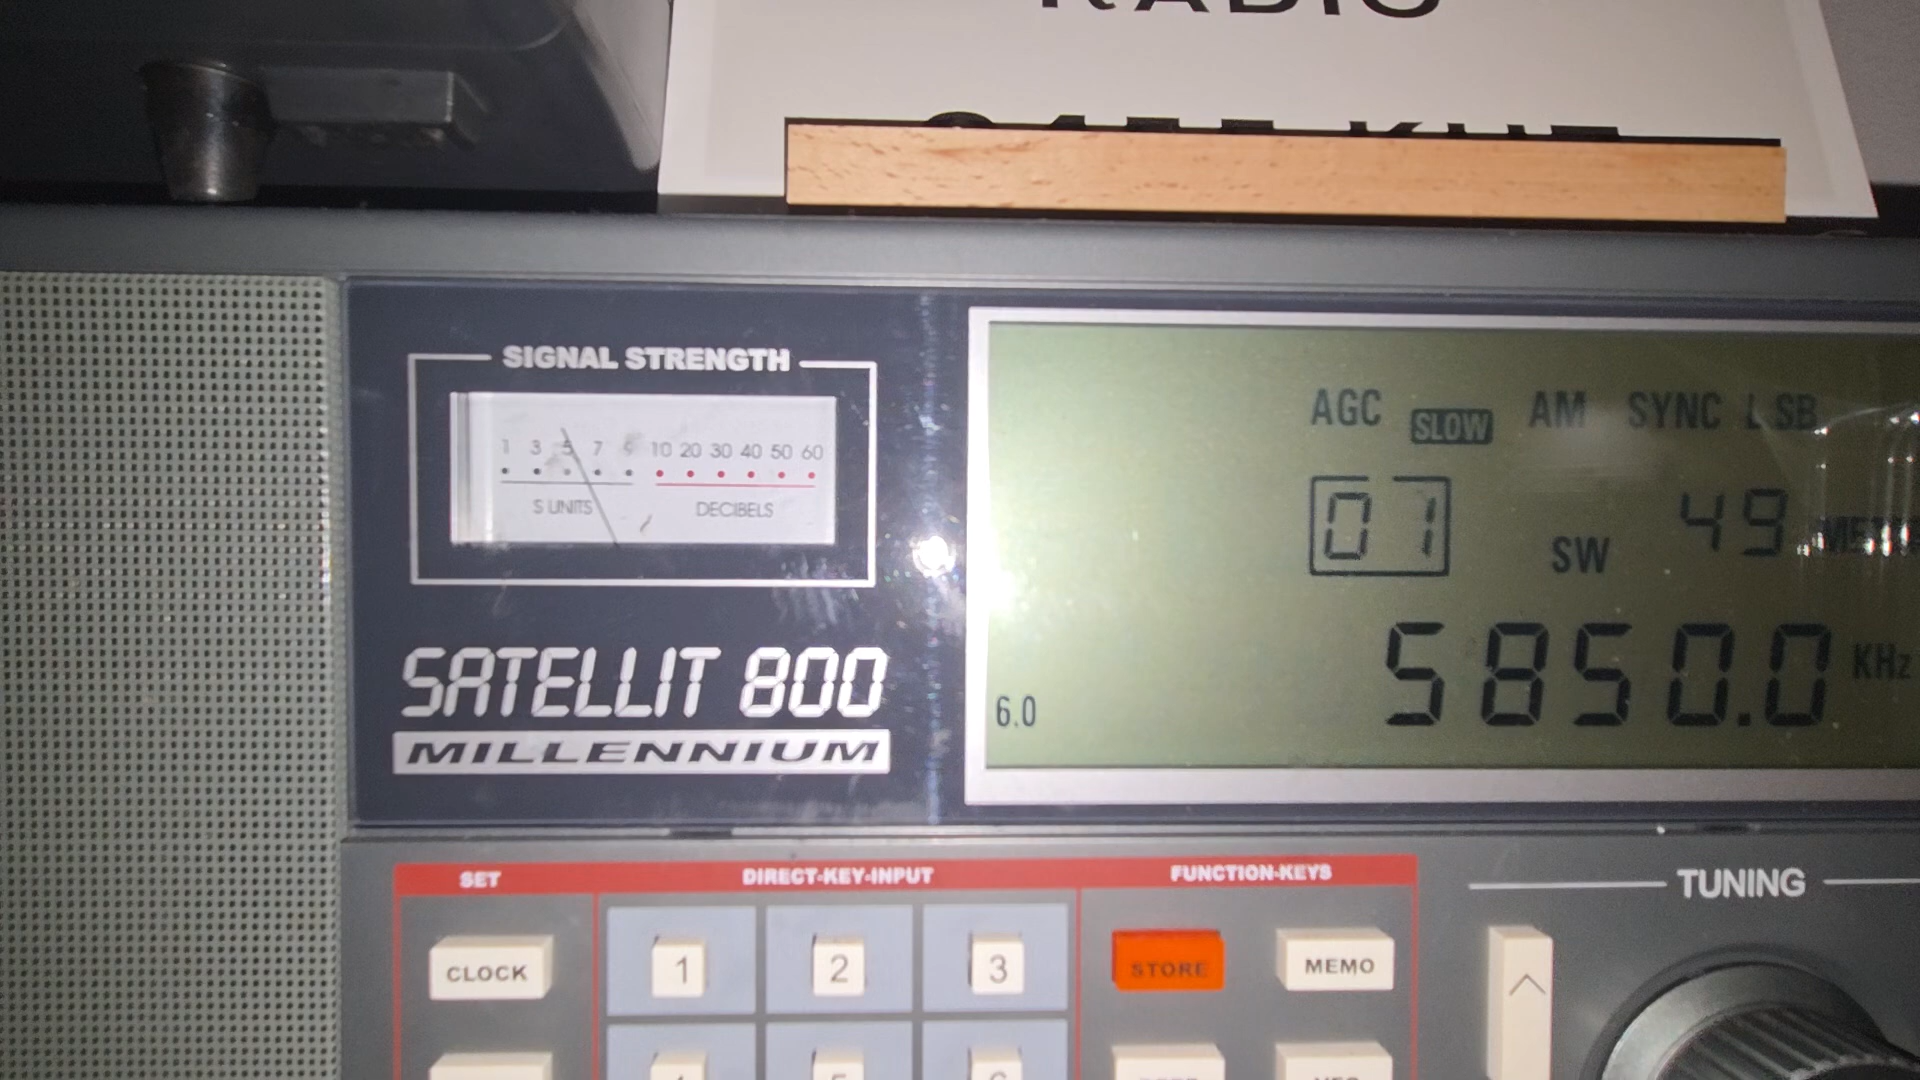 RADIO
SIGNAL STRENGTH
1 3 5 7 9 10 20 30 40 50 60
S UNITS DECIBELS
SATELLIT 800
MILLENNIUM
AGC SLOW AM SYNC LSB
01 SW 49
5850.0 KHz
6.0
SET DIRECT-KEY-INPUT FUNCTION-KEYS
TUNING
CLOCK 1 2 3 STORE MEMO